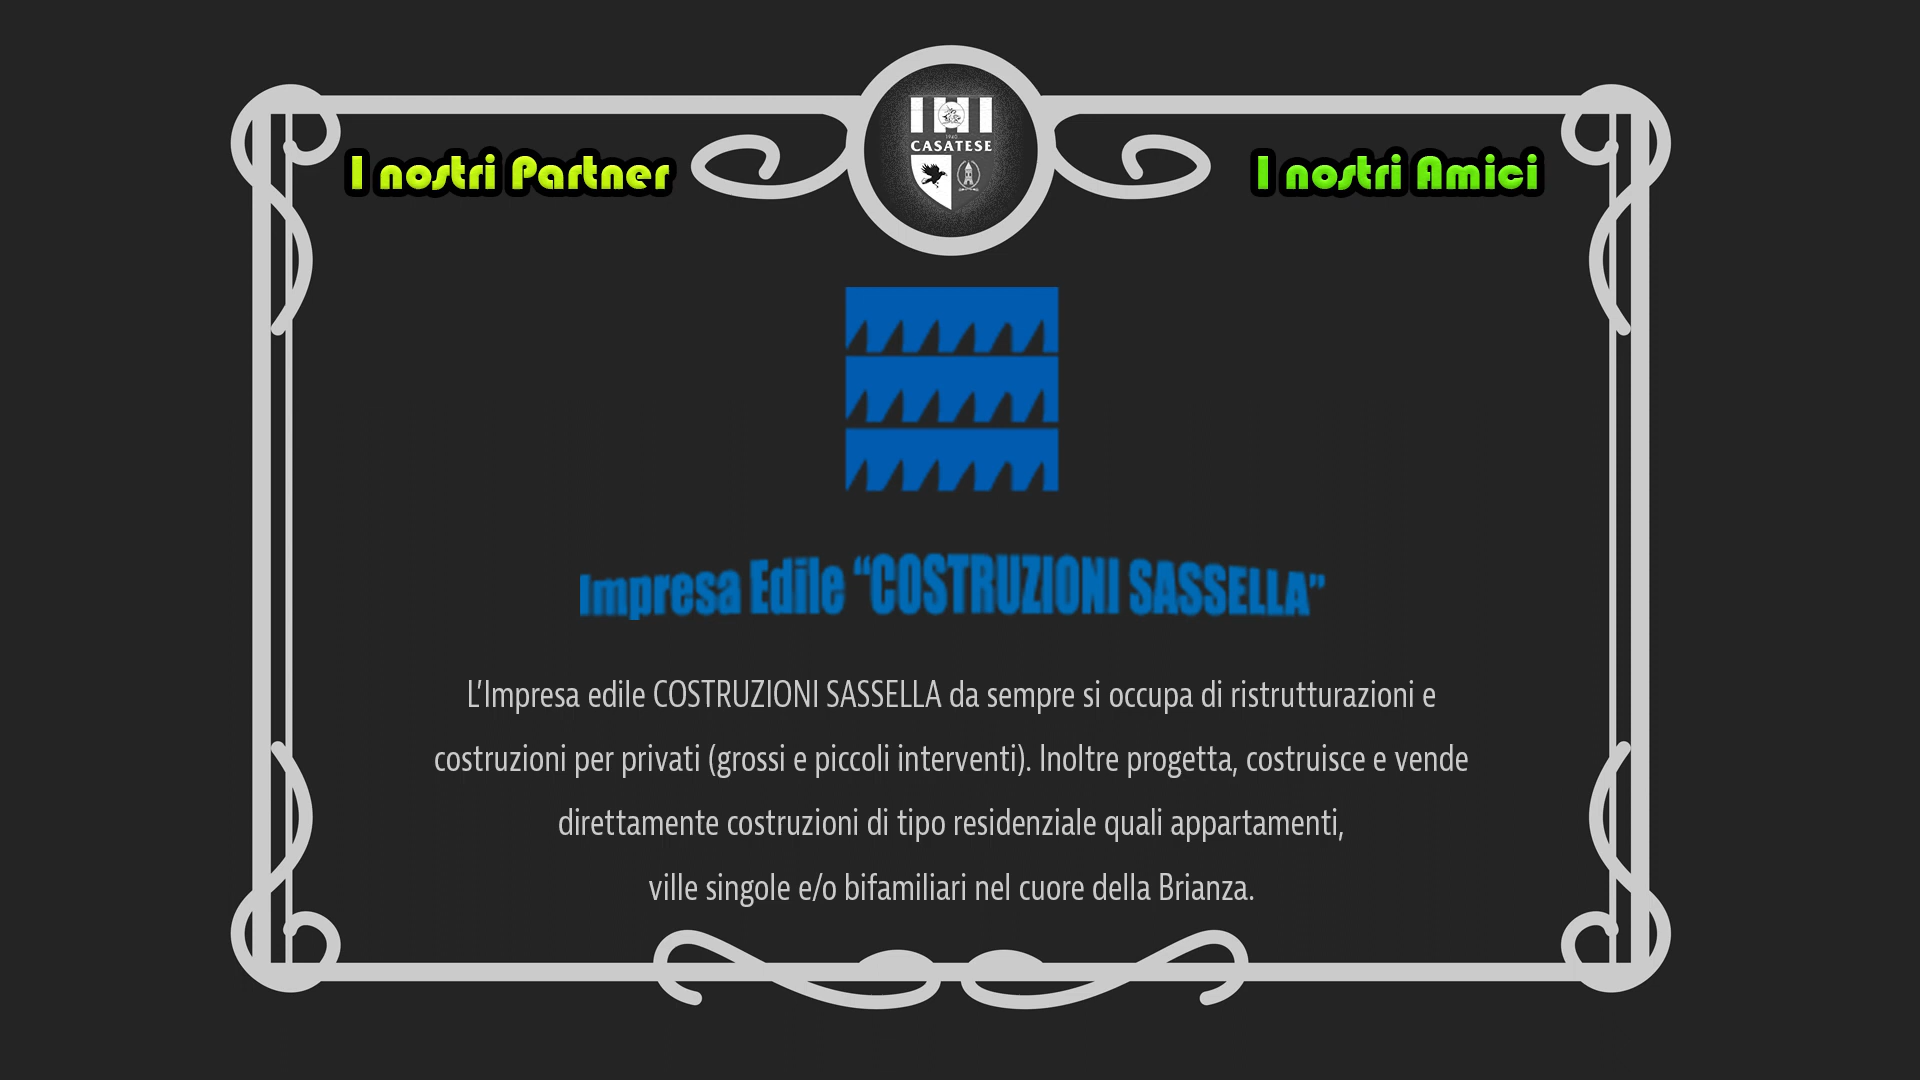 I nostri Partner
CASATESE
I nostri Amici
Impresa Edile “COSTRUZIONI SASSELLA”
L'Impresa edile COSTRUZIONI SASSELLA da sempre si occupa di ristrutturazioni e
costruzioni per privati (grossi e piccoli interventi). Inoltre progetta, costruisce e vende
direttamente costruzioni di tipo residenziale quali appartamenti,
ville singole e/o bifamiliari nel cuore della Brianza.